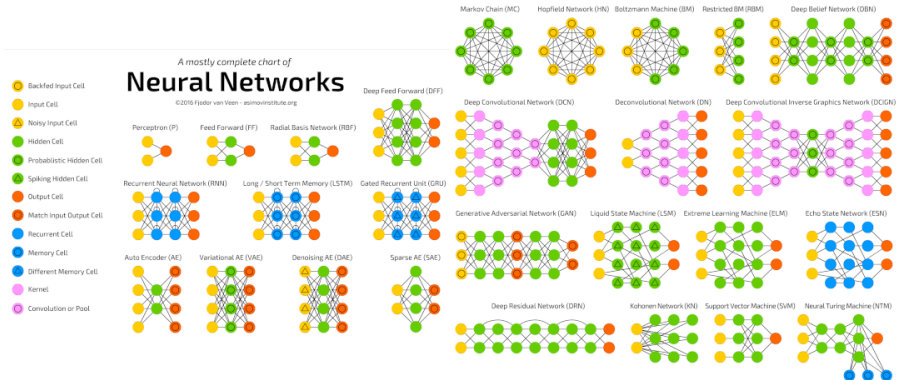 A mostly complete chart of
Neural Networks
©2016 Fjodor van Veen - asimovinstitute.org
Backfed Input Cell
Input Cell
Noisy Input Cell
Hidden Cell
Probablistic Hidden Cell
Spiking Hidden Cell
Output Cell
Match Input Output Cell
Recurrent Cell
Memory Cell
Different Memory Cell
Kernel
Convolution or Pool
Perceptron (P)
Feed Forward (FF)
Radial Basis Network (RBF)
Deep Feed Forward (DFF)
Recurrent Neural Network (RNN)
Long / Short Term Memory (LSTM)
Gated Recurrent Unit (GRU)
Auto Encoder (AE)
Variational AE (VAE)
Denoising AE (DAE)
Sparse AE (SAE)
Markov Chain (MC)
Hopfield Network (HN)
Boltzmann Machine (BM)
Restricted BM (RBM)
Deep Belief Network (DBN)
Deep Convolutional Network (DCN)
Deconvolutional Network (DN)
Deep Convolutional Inverse Graphics Network (DCIGN)
Generative Adversarial Network (GAN)
Liquid State Machine (LSM)
Extreme Learning Machine (ELM)
Echo State Network (ESN)
Deep Residual Network (DRN)
Kohonen Network (KN)
Support Vector Machine (SVM)
Neural Turing Machine (NTM)